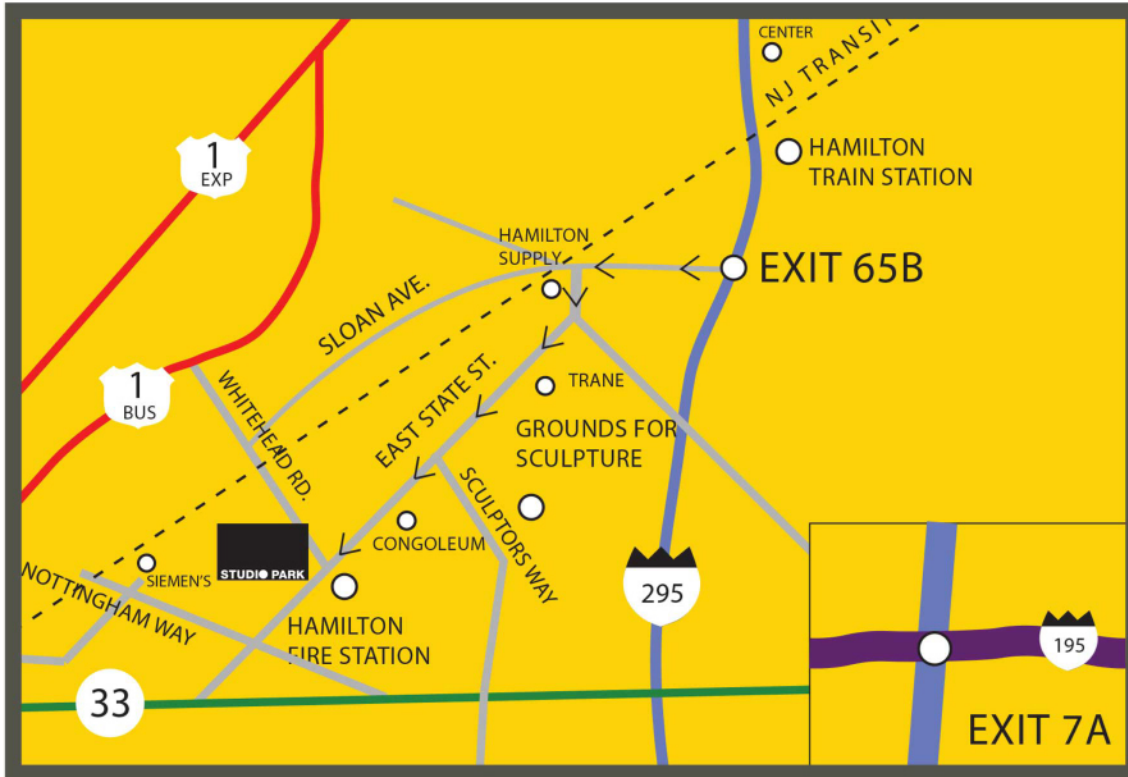 CENTER
NJ TRANSIT
HAMILTON
TRAIN STATION
1
EXP
HAMILTON
SUPPLY
EXIT 65B
SLOAN AVE.
1
BUS
WHITEHEAD RD.
TRANE
EAST STATE ST.
GROUNDS FOR
SCULPTURE
SCULPTORS WAY
CONGOLEUM
STUDIO PARK
SIEMEN'S
NOTTINGHAM WAY
HAMILTON
FIRE STATION
295
33
195
EXIT 7A